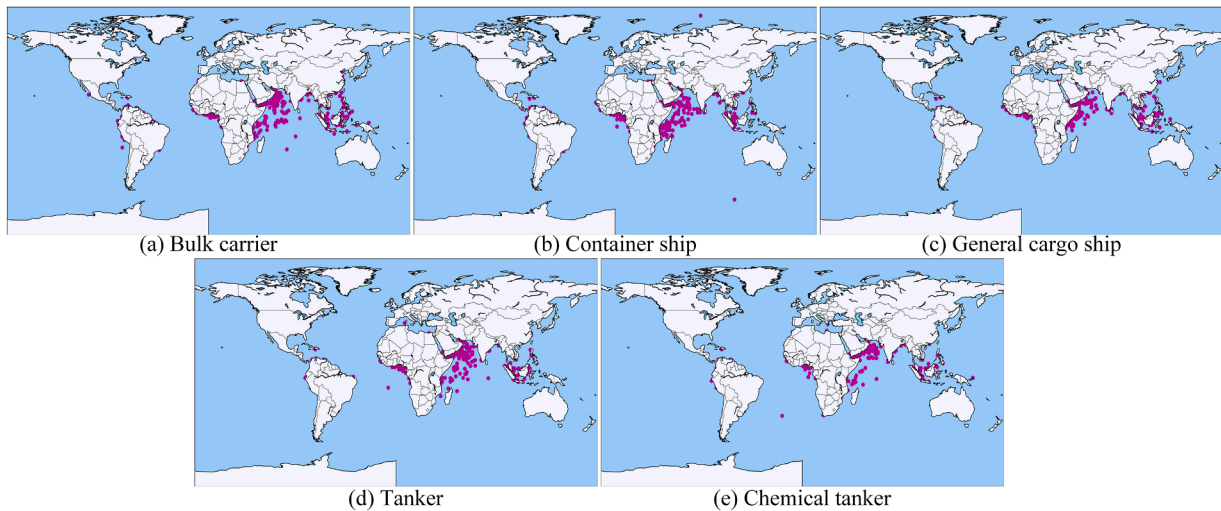 (a) Bulk carrier
(b) Container ship
(c) General cargo ship
(d) Tanker
(e) Chemical tanker